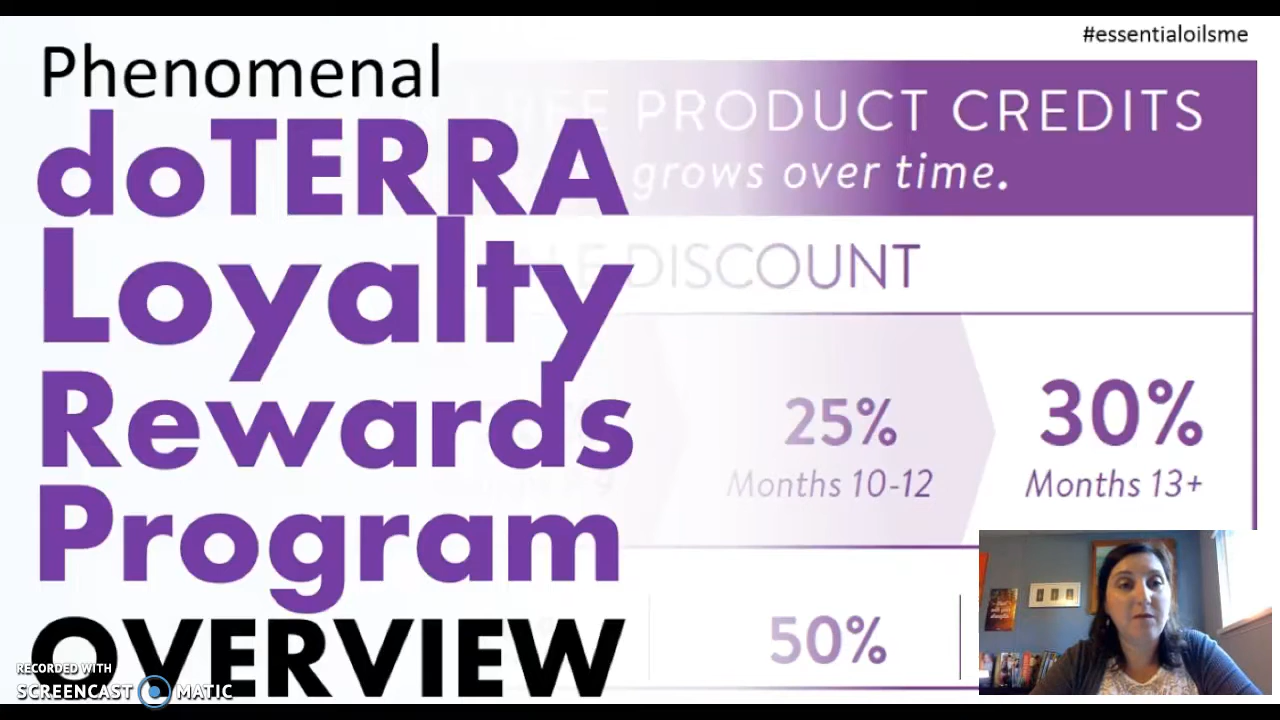 #essentialoilsme
Phenomenal
doTERRA
Loyalty
Rewards
Program
OVERVIEW
FREE PRODUCT CREDITS
grows over time.
DISCOUNT
25%
Months 10-12
30%
Months 13+
50%
RECORDED WITH
SCREENCAST MATIC